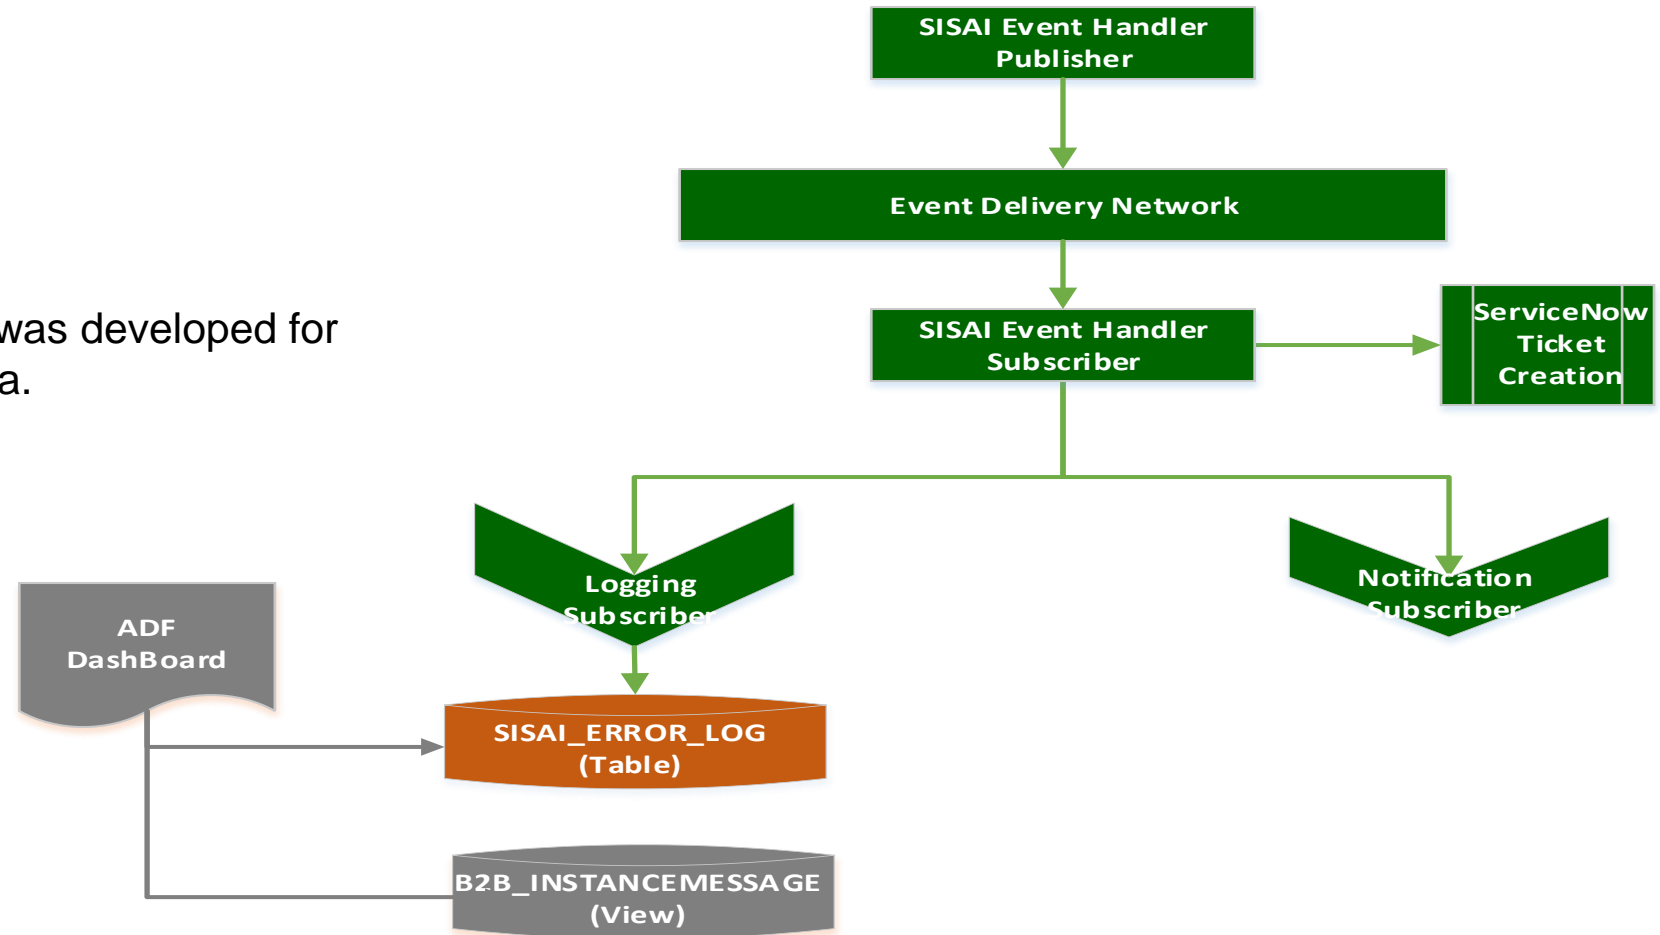 SISAI Event Handler
Publisher
Event Delivery Network
was developed for
a.
SISAI Event Handler
Subscriber
ServiceNow
Ticket
Creation
Logging
Subscriber
Notification
Subscriber
ADF
DashBoard
SISAI_ERROR_LOG
(Table)
B2B_INSTANCEMESSAGE
(View)